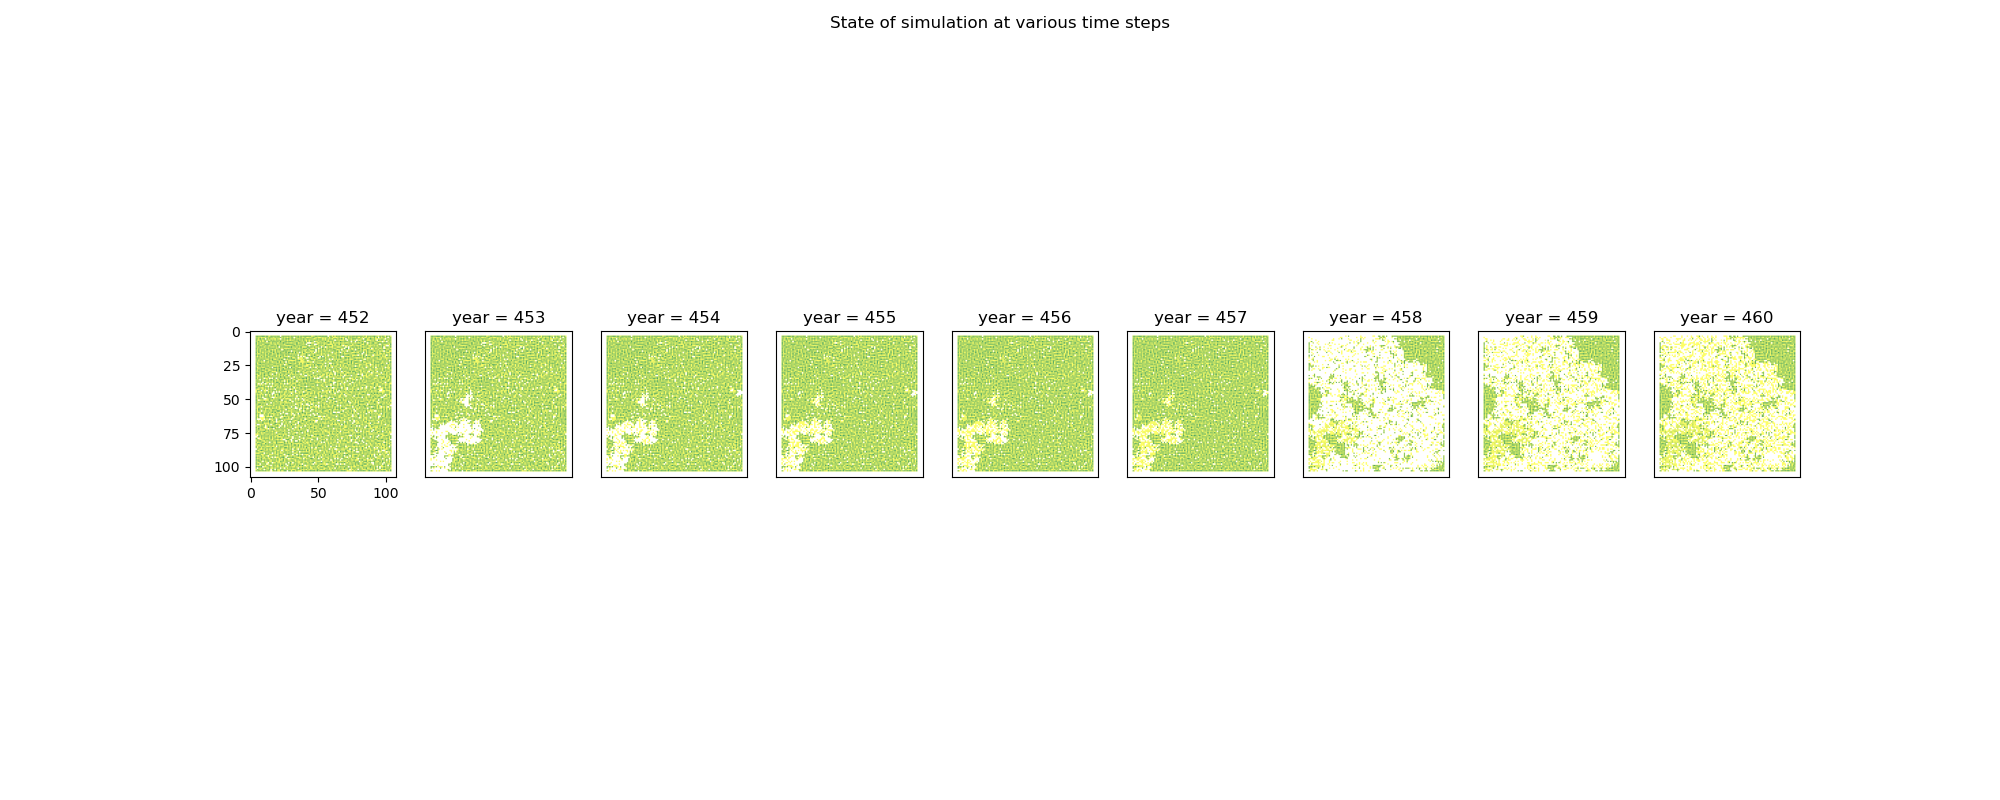 State of simulation at various time steps
year = 452
year = 453
year = 454
year = 455
year = 456
year = 457
year = 458
year = 459
year = 460
0
25
50
75
100
0 50 100